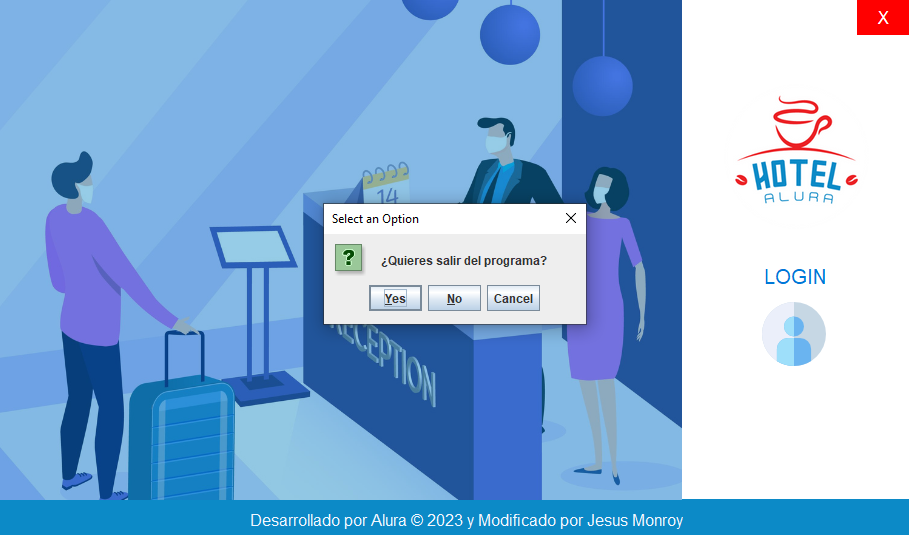 X
HOTEL
ALURA
14
Select an Option
¿Quieres salir del programa?
Yes No Cancel
RECEPTION
LOGIN
Desarrollado por Alura © 2023 y Modificado por Jesus Monroy